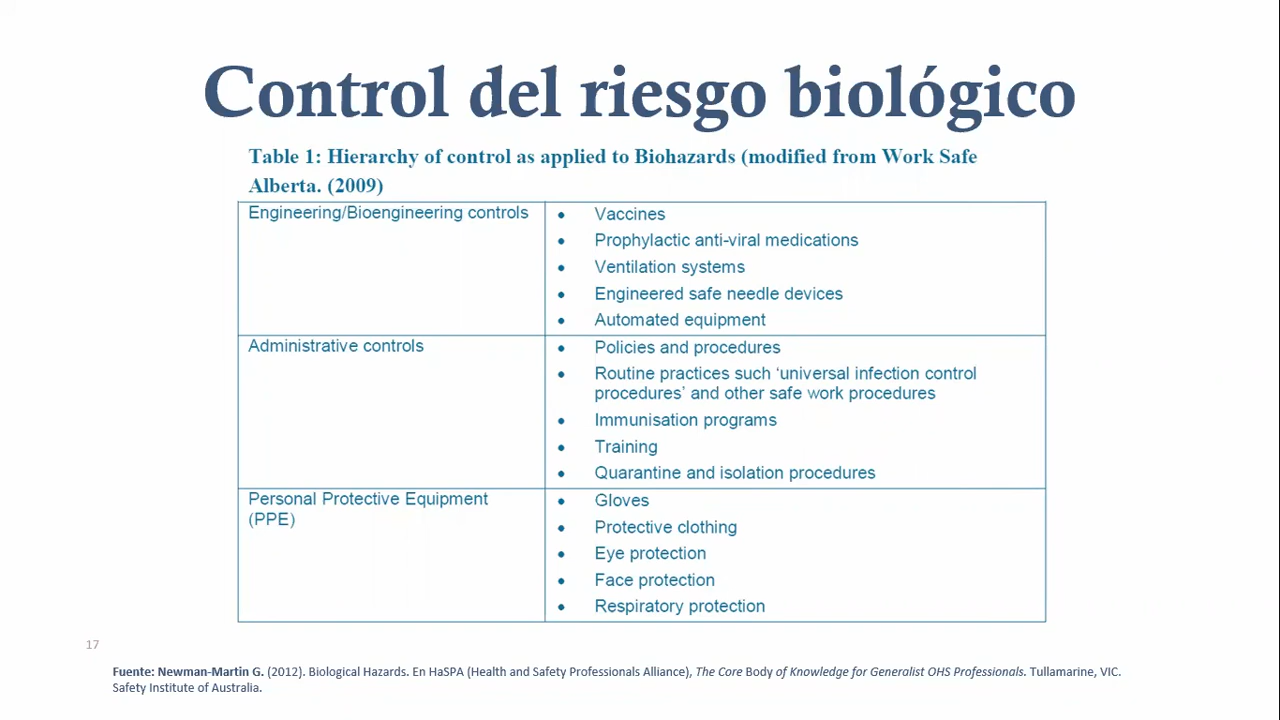 Control del riesgo biológico
Table 1: Hierarchy of control as applied to Biohazards (modified from Work Safe
Alberta. (2009)
Engineering/Bioengineering controls
• Vaccines
• Prophylactic anti-viral medications
• Ventilation systems
• Engineered safe needle devices
• Automated equipment
Administrative controls
• Policies and procedures
• Routine practices such ‘universal infection control
procedures’ and other safe work procedures
• Immunisation programs
• Training
• Quarantine and isolation procedures
Personal Protective Equipment
(PPE)
• Gloves
• Protective clothing
• Eye protection
• Face protection
• Respiratory protection
17
Fuente: Newman-Martin G. (2012). Biological Hazards. En HaSPA (Health and Safety Professionals Alliance), The Core Body of Knowledge for Generalist OHS Professionals. Tullamarine, VIC.
Safety Institute of Australia.